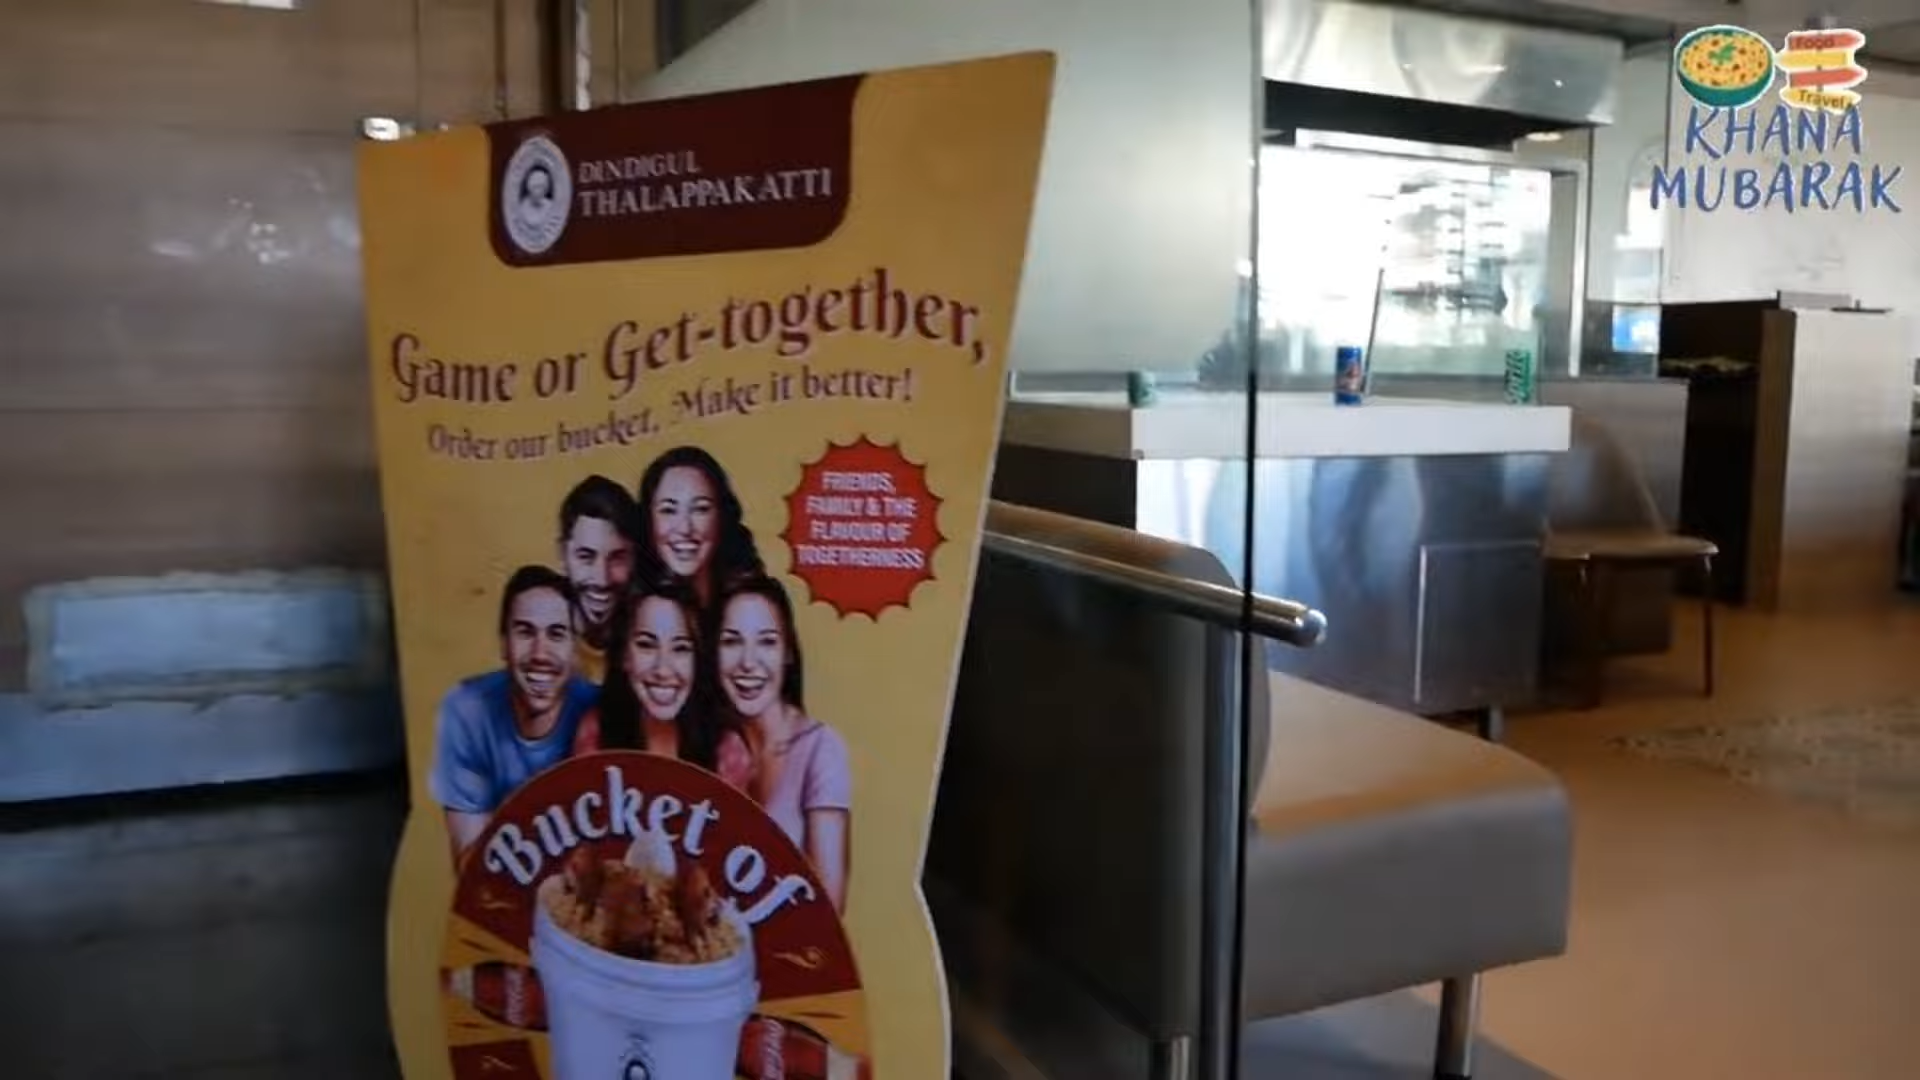 DINDIGUL
THALAPPAKATTI
Game or Get-together,
Order our bucket, Make it better!
FRIENDS,
FAMILY & THE
FLAVOUR OF
TOGETHERNESS
Bucket of
Food
Travel
KHANA
MUBARAK